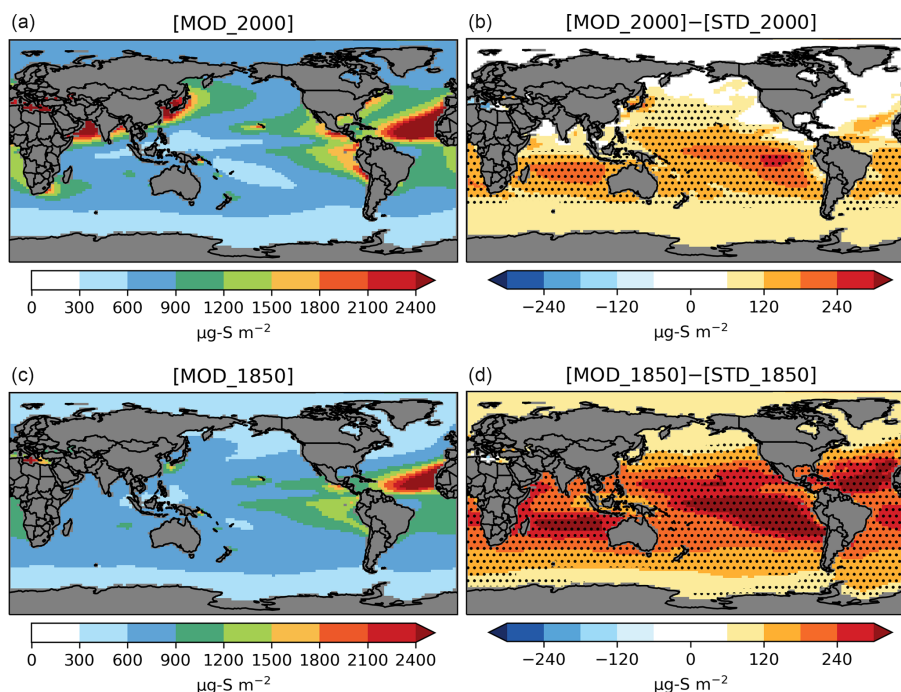 (a) [MOD_2000]
(b) [MOD_2000]−[STD_2000]
0 300 600 900 1200 1500 1800 2100 2400
µg-S m⁻²
−240 −120 0 120 240
µg-S m⁻²
(c) [MOD_1850]
(d) [MOD_1850]−[STD_1850]
0 300 600 900 1200 1500 1800 2100 2400
µg-S m⁻²
−240 −120 0 120 240
µg-S m⁻²